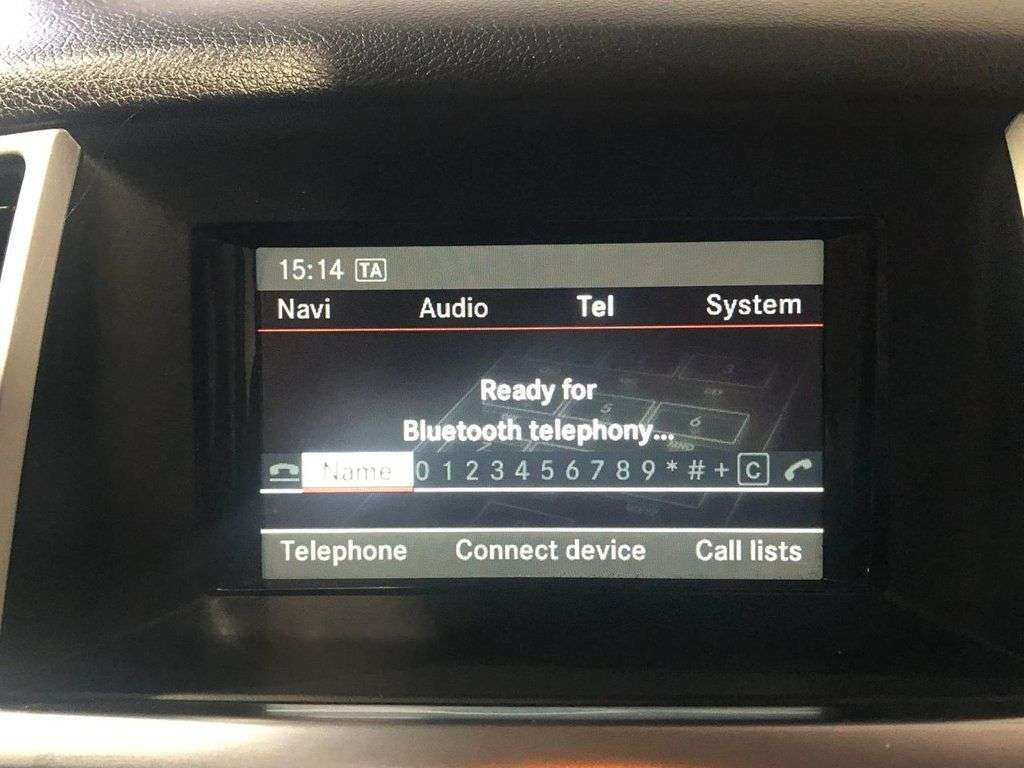 15:14 TA
Navi Audio Tel System
Ready for
Bluetooth telephony...
Name 0 1 2 3 4 5 6 7 8 9 * # + C
Telephone Connect device Call lists